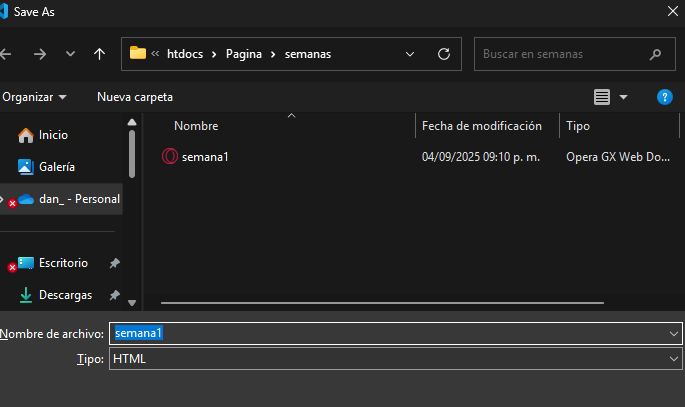 Save As
htdocs > Pagina > semanas
Buscar en semanas
Organizar
Nueva carpeta
Nombre
Fecha de modificación
Tipo
Inicio
Galería
dan_ - Personal
Escritorio
Descargas
semana1
04/09/2025 09:10 p. m.
Opera GX Web Do...
Nombre de archivo:
semana1
Tipo:
HTML